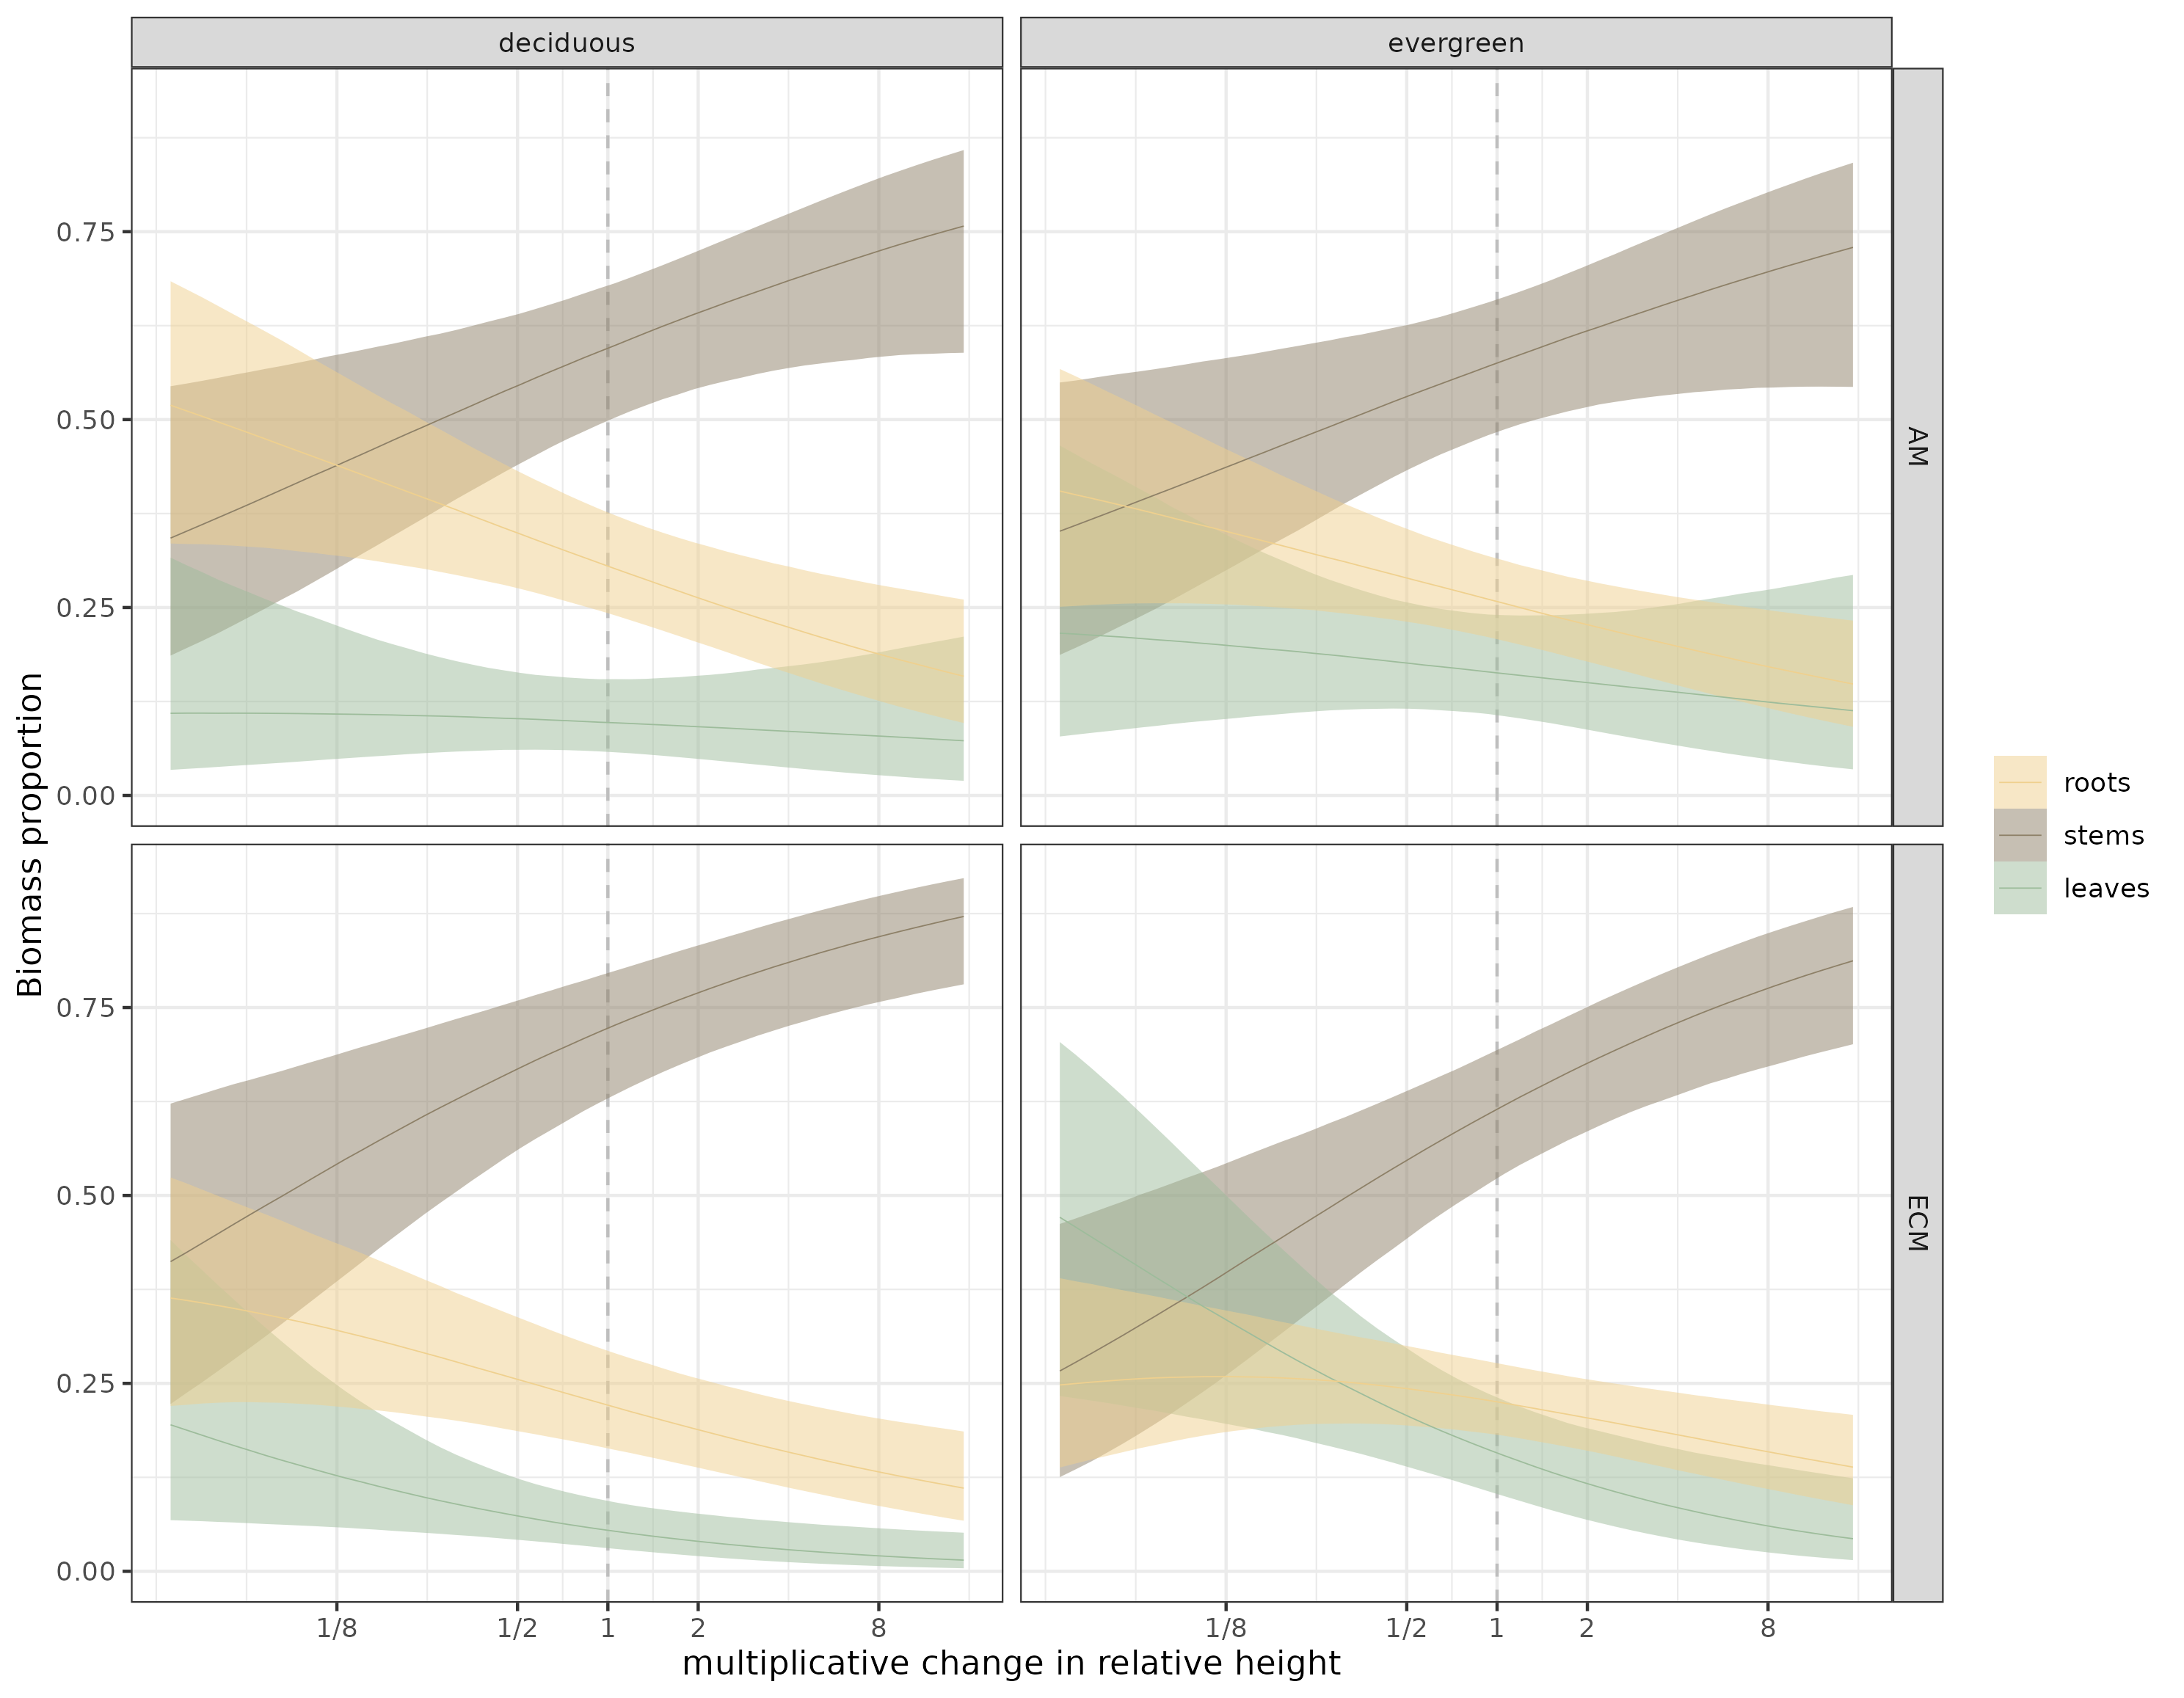 deciduous
evergreen
AM
ECM
Biomass proportion
0.75
0.50
0.25
0.00
0.75
0.50
0.25
0.00
1/8 1/2 1 2 8
1/8 1/2 1 2 8
multiplicative change in relative height
roots
stems
leaves